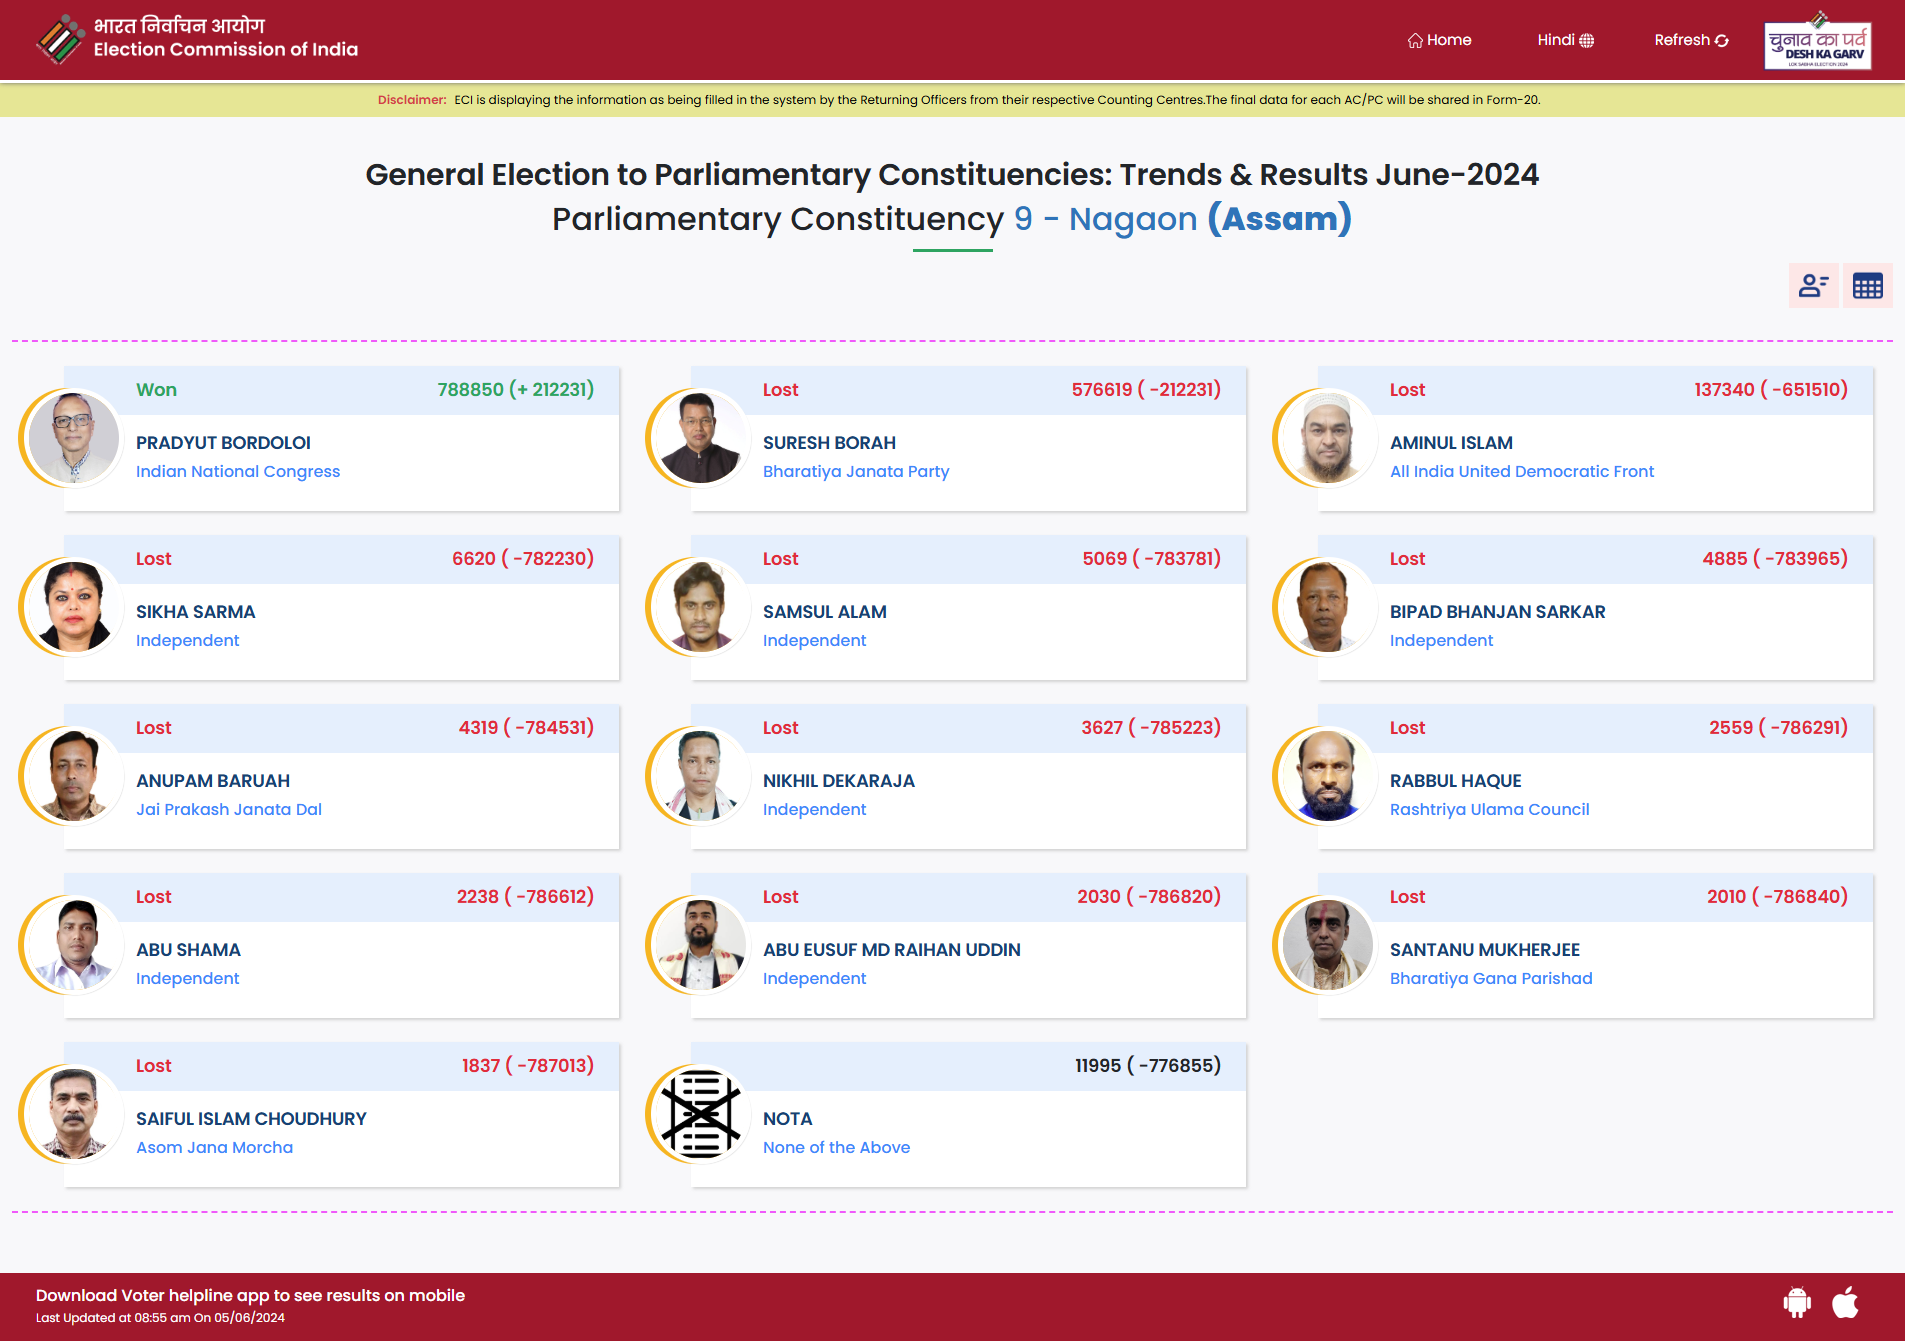 भारत निर्वाचन आयोग
Election Commission of India
Home
Hindi
Refresh
चुनाव का पर्व
DESH KA GARV
LOK SABHA ELECTION 2024
Disclaimer: ECI is displaying the information as being filled in the system by the Returning Officers from their respective Counting Centres.The final data for each AC/PC will be shared in Form-20.
General Election to Parliamentary Constituencies: Trends & Results June-2024
Parliamentary Constituency 9 - Nagaon (Assam)
Won 788850 (+ 212231)
PRADYUT BORDOLOI
Indian National Congress
Lost 576619 ( -212231)
SURESH BORAH
Bharatiya Janata Party
Lost 137340 ( -651510)
AMINUL ISLAM
All India United Democratic Front
Lost 6620 ( -782230)
SIKHA SARMA
Independent
Lost 5069 ( -783781)
SAMSUL ALAM
Independent
Lost 4885 ( -783965)
BIPAD BHANJAN SARKAR
Independent
Lost 4319 ( -784531)
ANUPAM BARUAH
Jai Prakash Janata Dal
Lost 3627 ( -785223)
NIKHIL DEKARAJA
Independent
Lost 2559 ( -786291)
RABBUL HAQUE
Rashtriya Ulama Council
Lost 2238 ( -786612)
ABU SHAMA
Independent
Lost 2030 ( -786820)
ABU EUSUF MD RAIHAN UDDIN
Independent
Lost 2010 ( -786840)
SANTANU MUKHERJEE
Bharatiya Gana Parishad
Lost 1837 ( -787013)
SAIFUL ISLAM CHOUDHURY
Asom Jana Morcha
11995 ( -776855)
NOTA
None of the Above
Download Voter helpline app to see results on mobile
Last Updated at 08:55 am On 05/06/2024